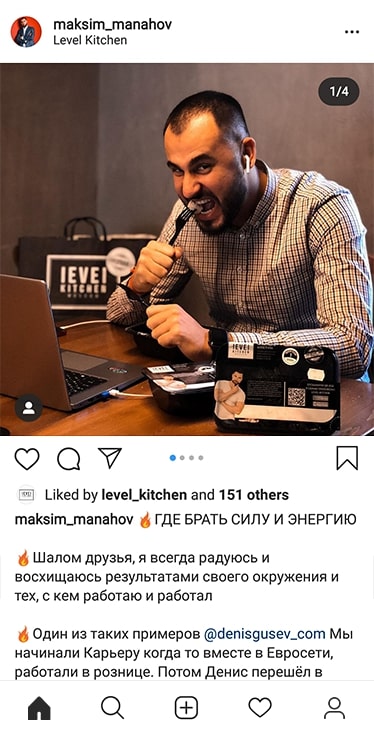 maksim_manahov
Level Kitchen
1/4
lEVEL
KITCHEN
lEVEL
KITCHEN
Liked by level_kitchen and 151 others
maksim_manahov 🔥ГДЕ БРАТЬ СИЛУ И ЭНЕРГИЮ
🔥Шалом друзья, я всегда радуюсь и
восхищаюсь результатами своего окружения и
тех, с кем работаю и работал
🔥Один из таких примеров @denisgusev_com Мы
начинали Карьеру когда то вместе в Евросети,
работали в рознице. Потом Денис перешёл в